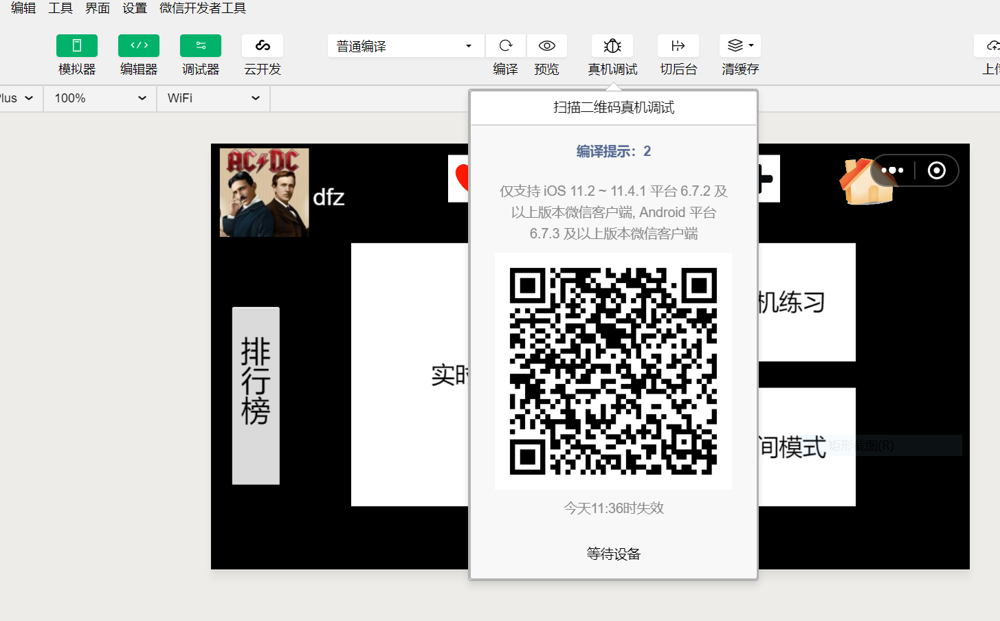 编辑 工具 界面 设置 微信开发者工具
普通编译
模拟器 编辑器 调试器 云开发 编译 预览 真机调试 切后台 清缓存 上传
lus 100% WiFi
扫描二维码真机调试
编译提示：2
仅支持 iOS 11.2 ~ 11.4.1 平台 6.7.2 及
以上版本微信客户端, Android 平台
6.7.3 及以上版本微信客户端
AC DC
dfz
机练习
排
行
榜
实时
间模式
矩形截图(R)
今天11:36时失效
等待设备